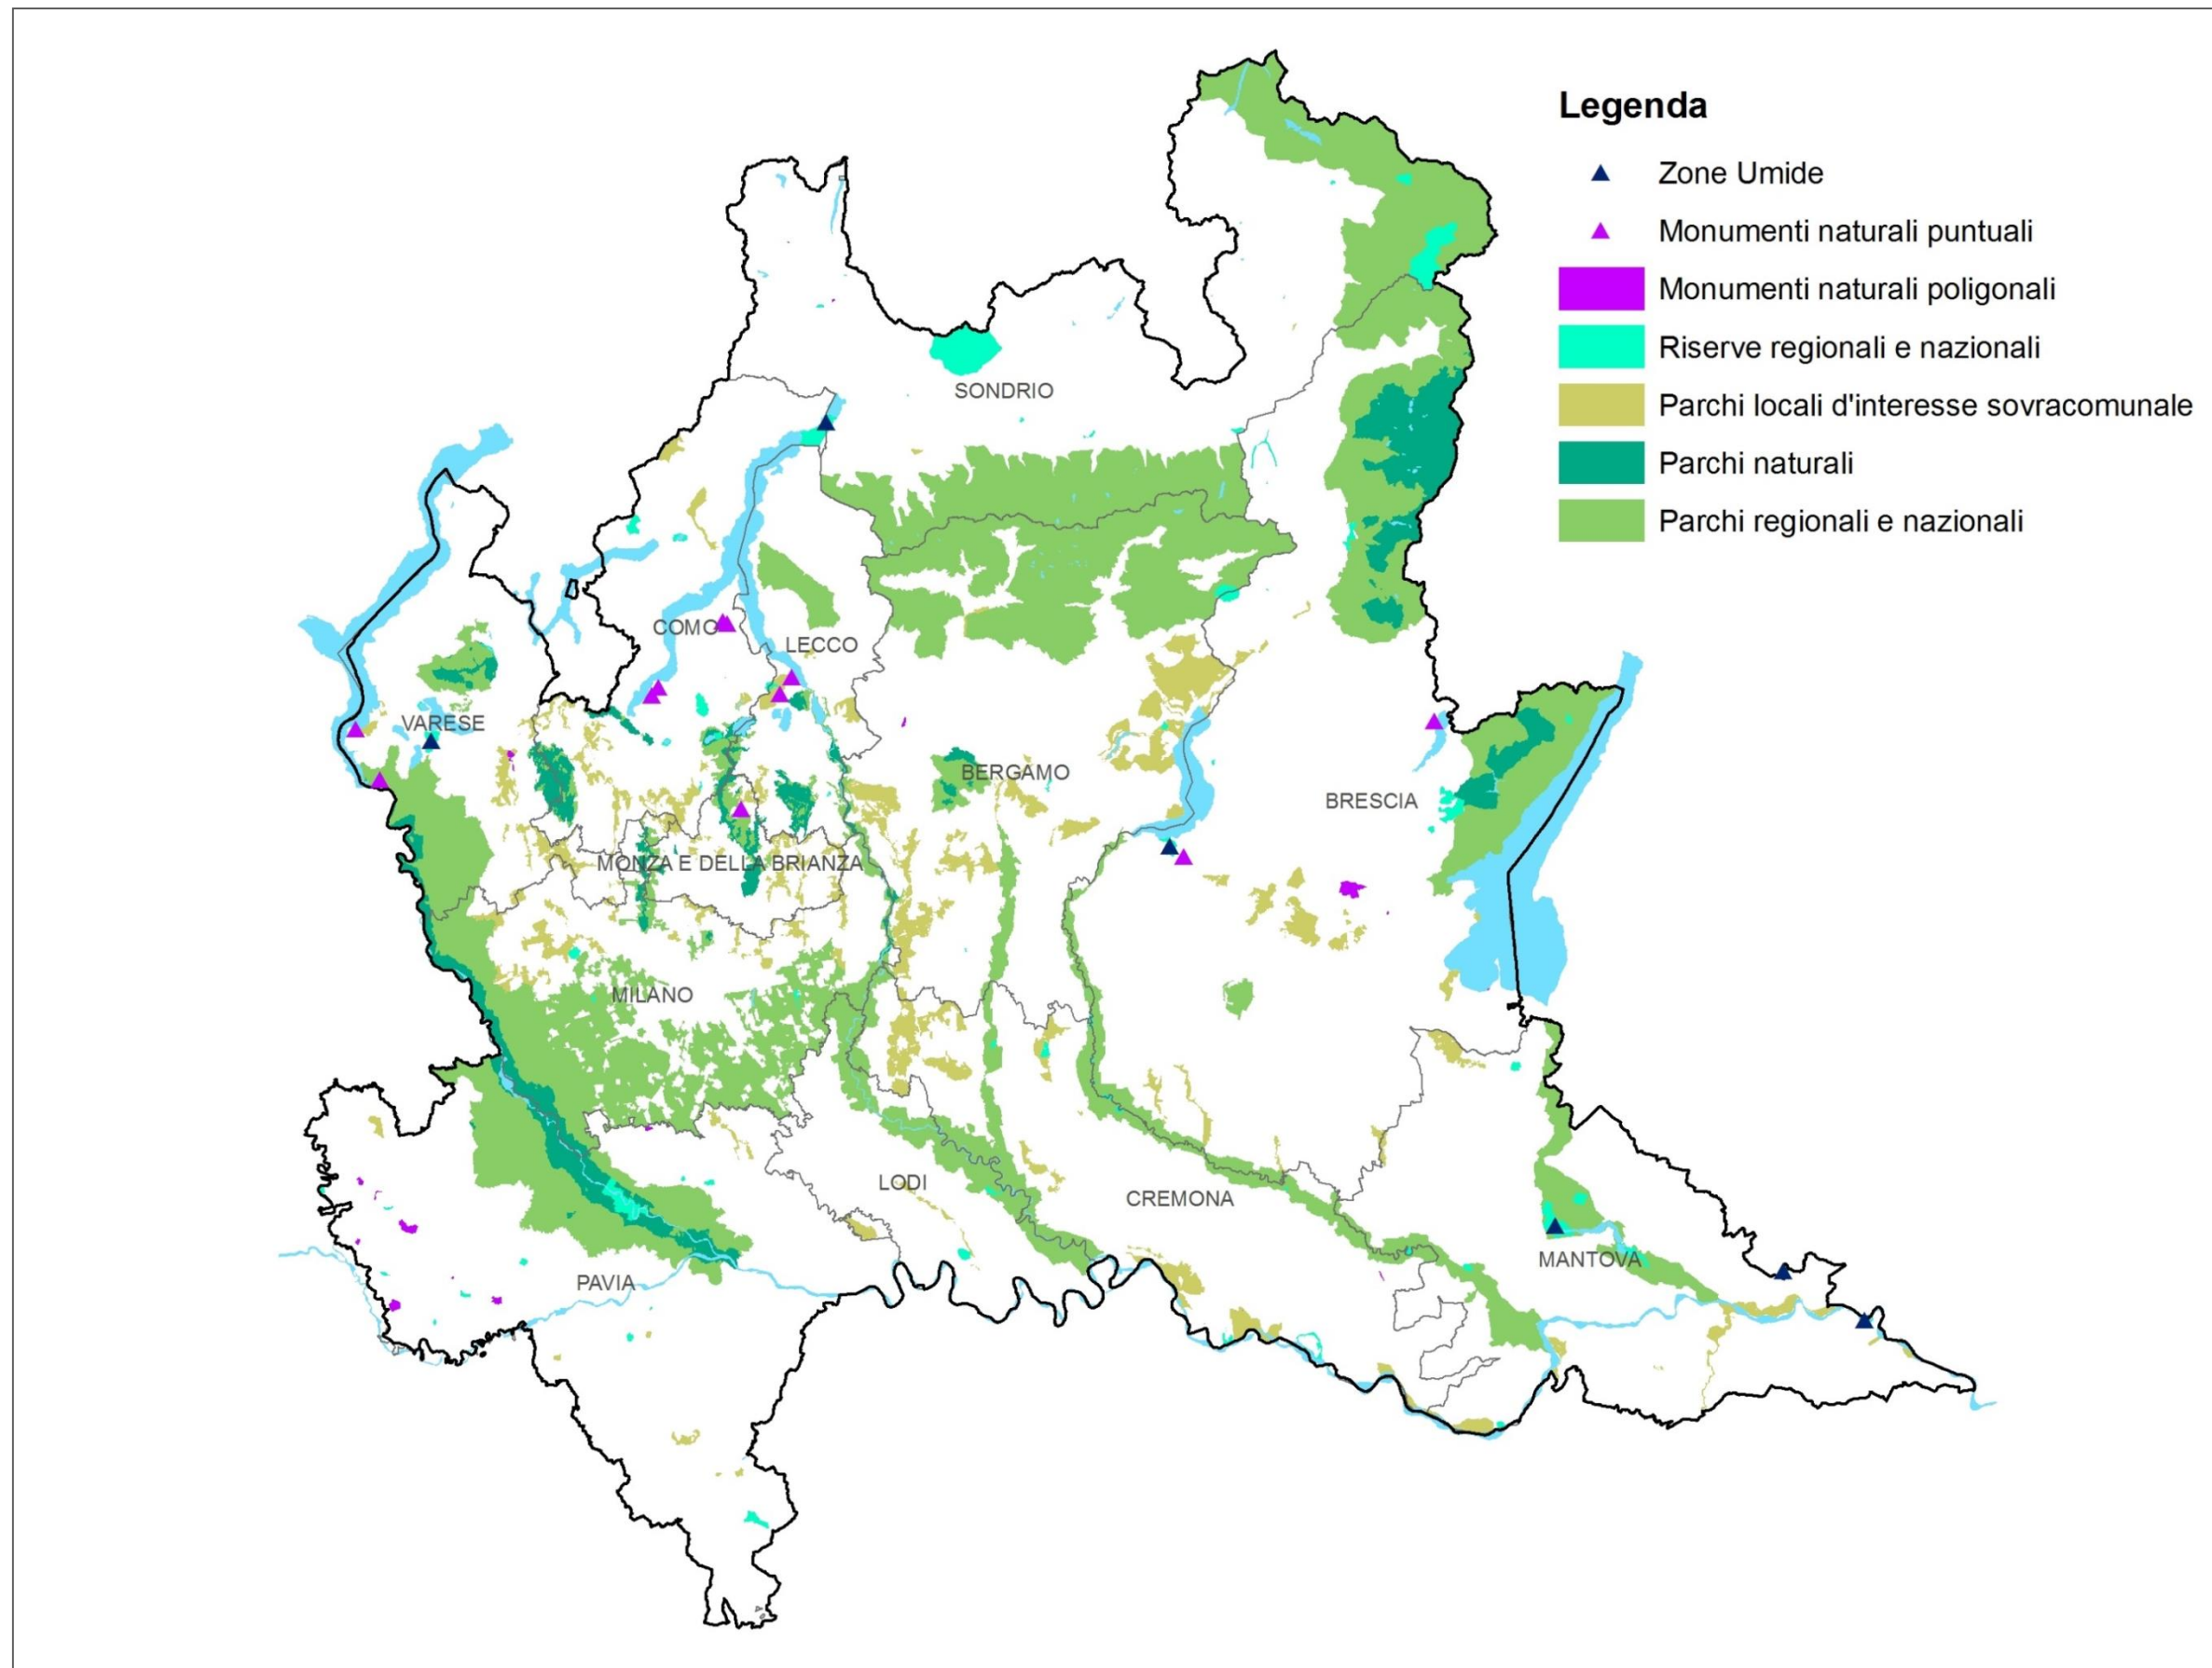 Legenda
Zone Umide
Monumenti naturali puntuali
Monumenti naturali poligonali
Riserve regionali e nazionali
Parchi locali d'interesse sovracomunale
Parchi naturali
Parchi regionali e nazionali
SONDRIO
COMO
LECCO
VARESE
BERGAMO
BRESCIA
MONZA E DELLA BRIANZA
MILANO
LODI
CREMONA
MANTOVA
PAVIA